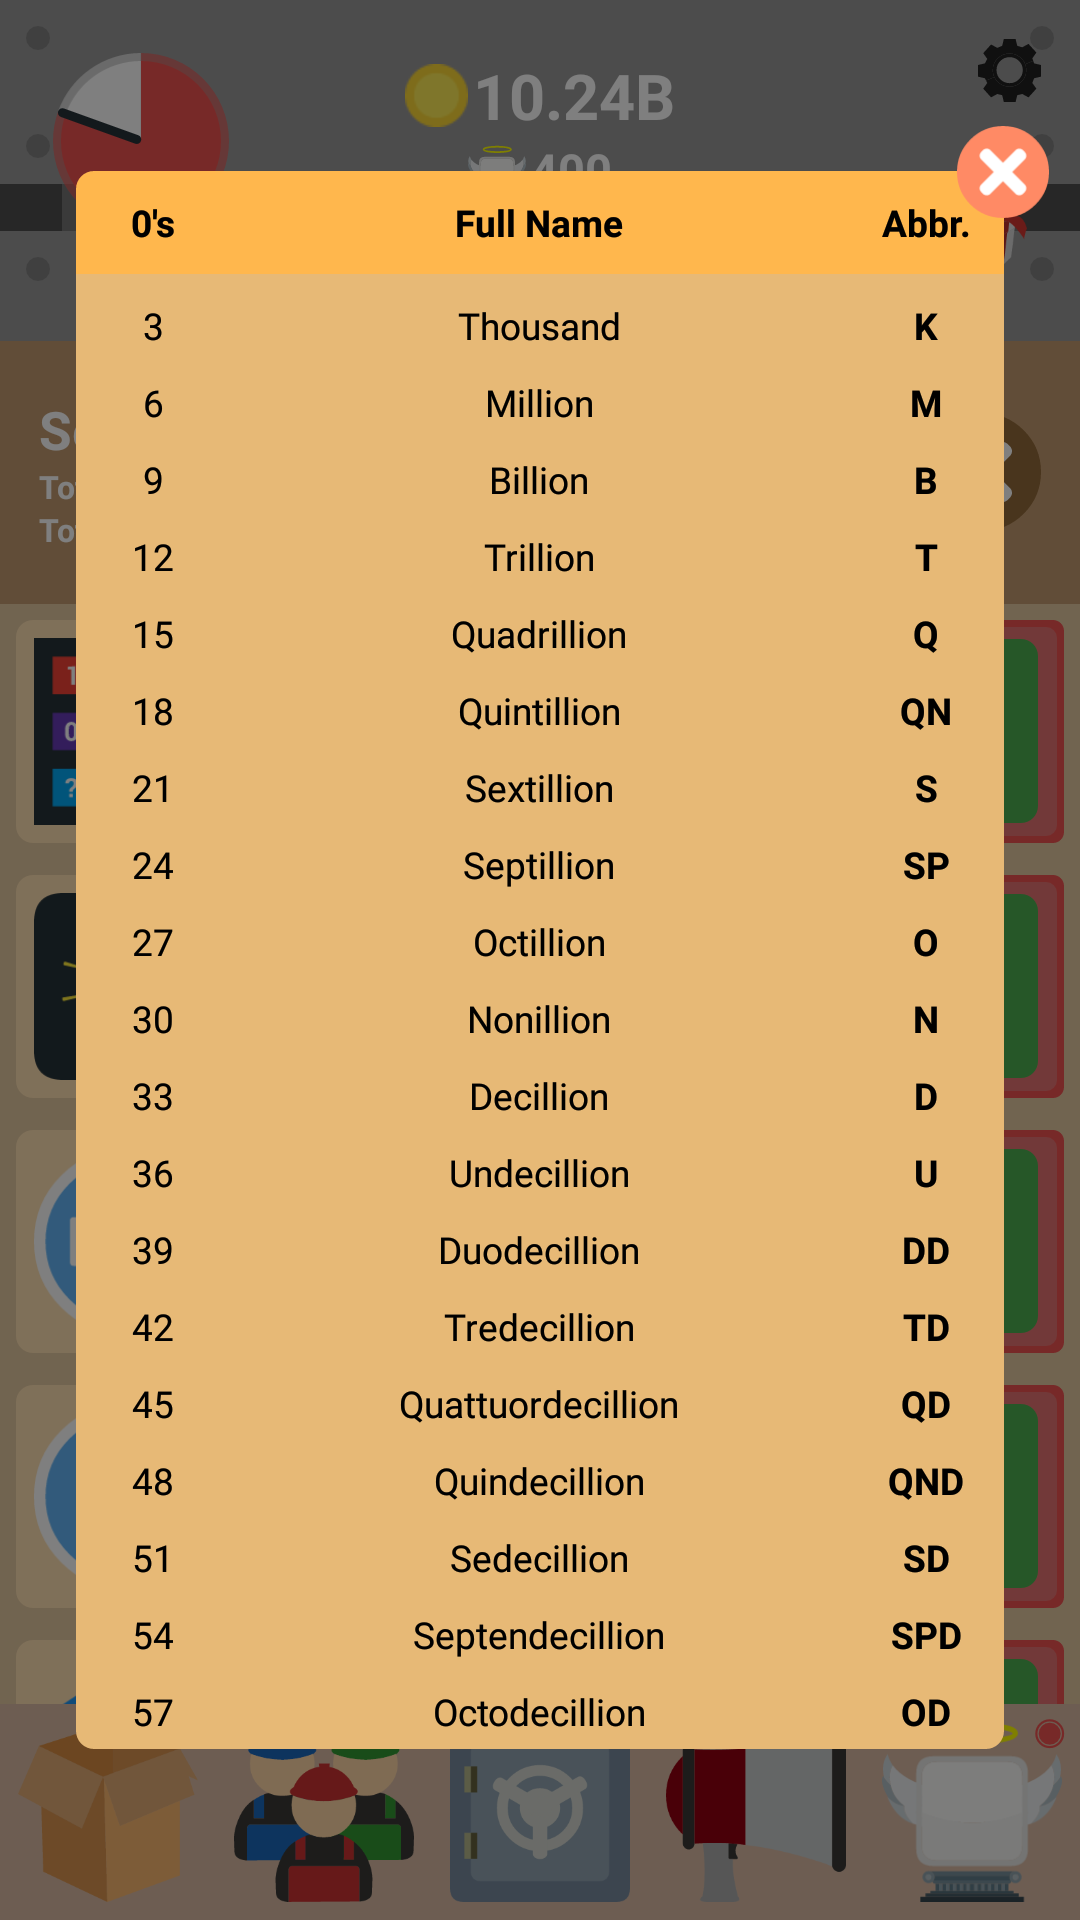 10.24B
400
0's Full Name Abbr.
3 Thousand K
6 Million M
9 Billion B
12 Trillion T
15 Quadrillion Q
18 Quintillion QN
21 Sextillion S
24 Septillion SP
27 Octillion O
30 Nonillion N
33 Decillion D
36 Undecillion U
39 Duodecillion DD
42 Tredecillion TD
45 Quattuordecillion QD
48 Quindecillion QND
51 Sedecillion SD
54 Septendecillion SPD
57 Octodecillion OD